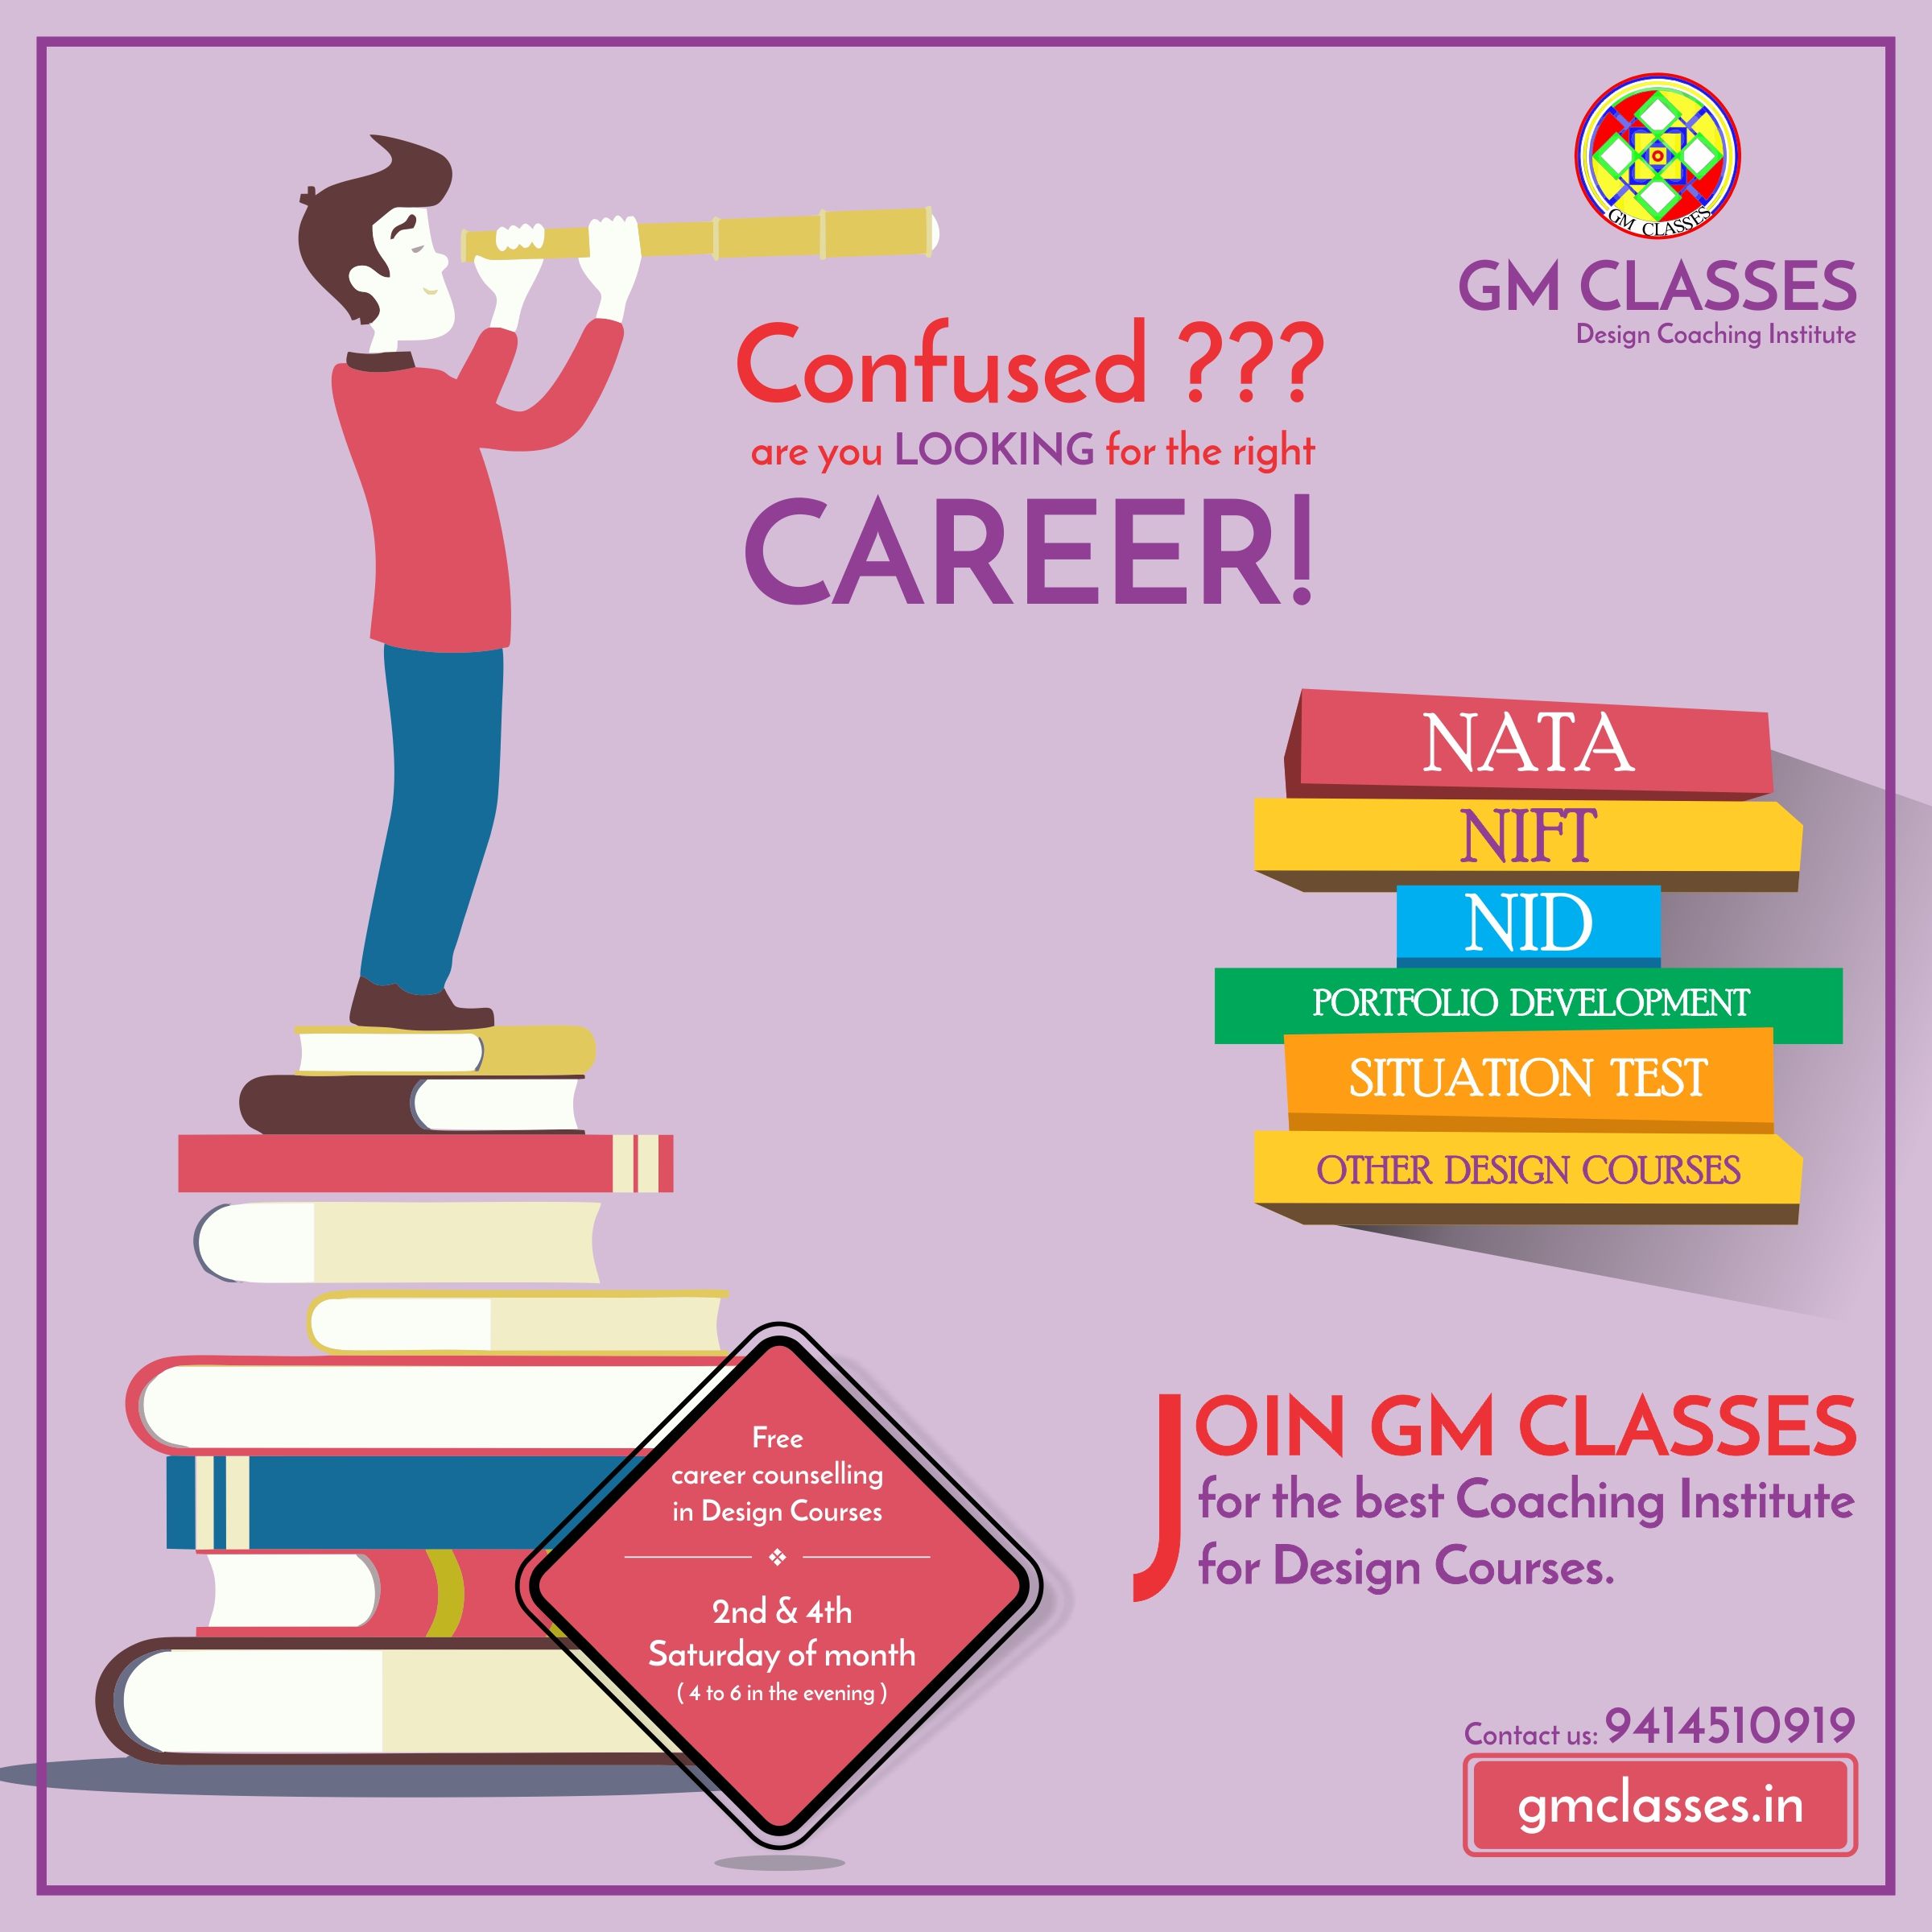 GM CLASSES
GM CLASSES
Design Coaching Institute
Confused ???
are you LOOKING for the right
CAREER!
NATA
NIFT
NID
PORTFOLIO DEVELOPMENT
SITUATION TEST
OTHER DESIGN COURSES
Free
career counselling
in Design Courses
2nd & 4th
Saturday of month
( 4 to 6 in the evening )
JOIN GM CLASSES
for the best Coaching Institute
for Design Courses.
Contact us: 9414510919
gmclasses.in